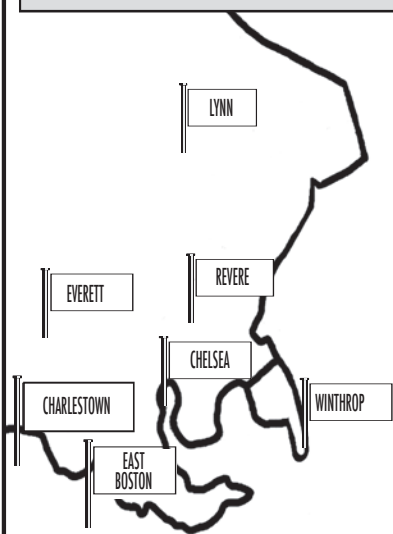 LYNN
REVERE
EVERETT
CHELSEA
CHARLESTOWN
WINTHROP
EAST
BOSTON